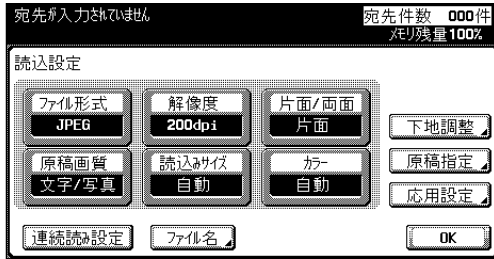 宛先が入力されていません
宛先件数 000件
メモリ残量100%
読込設定
ファイル形式 解像度 片面/両面
JPEG 200dpi 片面
下地調整
原稿画質 読込みサイズ カラー
原稿指定
文字/写真 自動 自動
応用設定
連続読み設定 ファイル名 OK